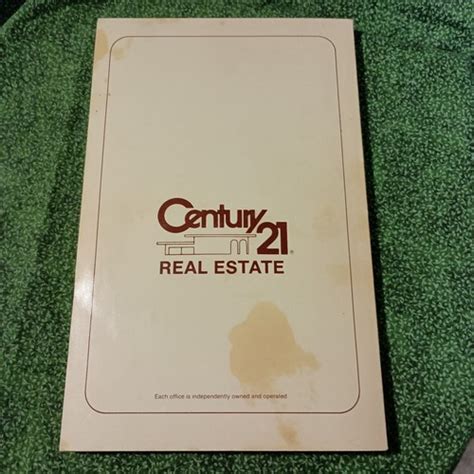 Century 21®
REAL ESTATE
Each office is independently owned and operated